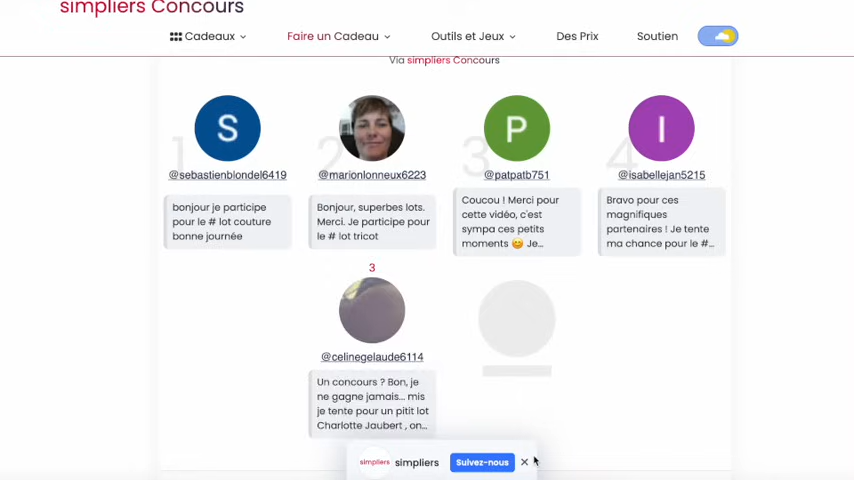 simpliers Concours
Cadeaux
Faire un Cadeau
Outils et Jeux
Des Prix
Soutien
Via simpliers Concours
1
S
@sebastienblondel6419
bonjour je participe
pour le # lot couture
bonne journée
2
@marionlonneux6223
Bonjour, superbes lots.
Merci. Je participe pour
le # lot tricot
3
P
@patpatb751
Coucou ! Merci pour
cette vidéo, c'est
sympa ces petits
moments 😊 Je...
4
I
@isabellejan5215
Bravo pour ces
magnifiques
partenaires ! Je tente
ma chance pour le #...
3
@celinegelaude6114
Un concours ? Bon, je
ne gagne jamais... mis
je tente pour un pitit lot
Charlotte Jaubert , on...
simpliers
simpliers
Suivez-nous